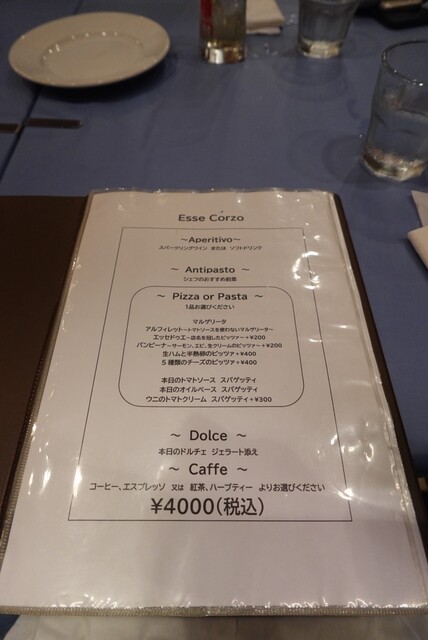 Esse Corzo
～Aperitivo～
スパークリングワイン または ソフトドリンク
～ Antipasto ～
シェフのおすすめ前菜
～ Pizza or Pasta ～
1品お選びください
マルゲリータ
アルフィレット～トマトソースを使わないマルゲリータ～
エッセドゥエ～店名を冠したピッツァ～+¥200
バンビーナ～サーモン、エビ、生クリームのピッツァ～+¥200
生ハムと半熟卵のピッツァ+¥400
5種類のチーズのピッツァ+¥400
本日のトマトソース スパゲッティ
本日のオイルベース スパゲッティ
ウニのトマトクリーム スパゲッティ+¥300
～ Dolce ～
本日のドルチェ ジェラート添え
～ Caffe ～
コーヒー、エスプレッソ 又は 紅茶、ハーブティー よりお選びください
¥4000(税込)